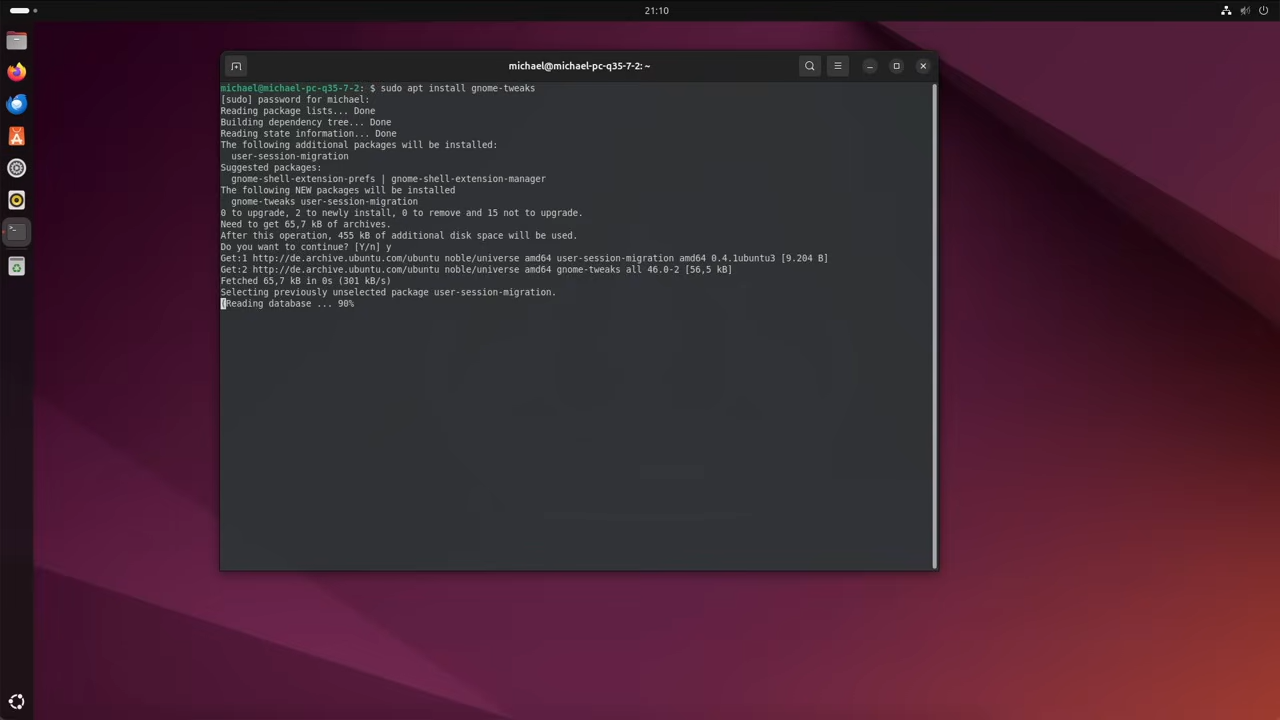 21:10
michael@michael-pc-q35-7-2: ~
michael@michael-pc-q35-7-2: $ sudo apt install gnome-tweaks
[sudo] password for michael:
Reading package lists... Done
Building dependency tree... Done
Reading state information... Done
The following additional packages will be installed:
  user-session-migration
Suggested packages:
  gnome-shell-extension-prefs | gnome-shell-extension-manager
The following NEW packages will be installed
  gnome-tweaks user-session-migration
0 to upgrade, 2 to newly install, 0 to remove and 15 not to upgrade.
Need to get 65,7 kB of archives.
After this operation, 455 kB of additional disk space will be used.
Do you want to continue? [Y/n] y
Get:1 http://de.archive.ubuntu.com/ubuntu noble/universe amd64 user-session-migration amd64 0.4.1ubuntu3 [9.204 B]
Get:2 http://de.archive.ubuntu.com/ubuntu noble/universe amd64 gnome-tweaks all 46.0-2 [56,5 kB]
Fetched 65,7 kB in 0s (301 kB/s)
Selecting previously unselected package user-session-migration.
(Reading database ... 90%